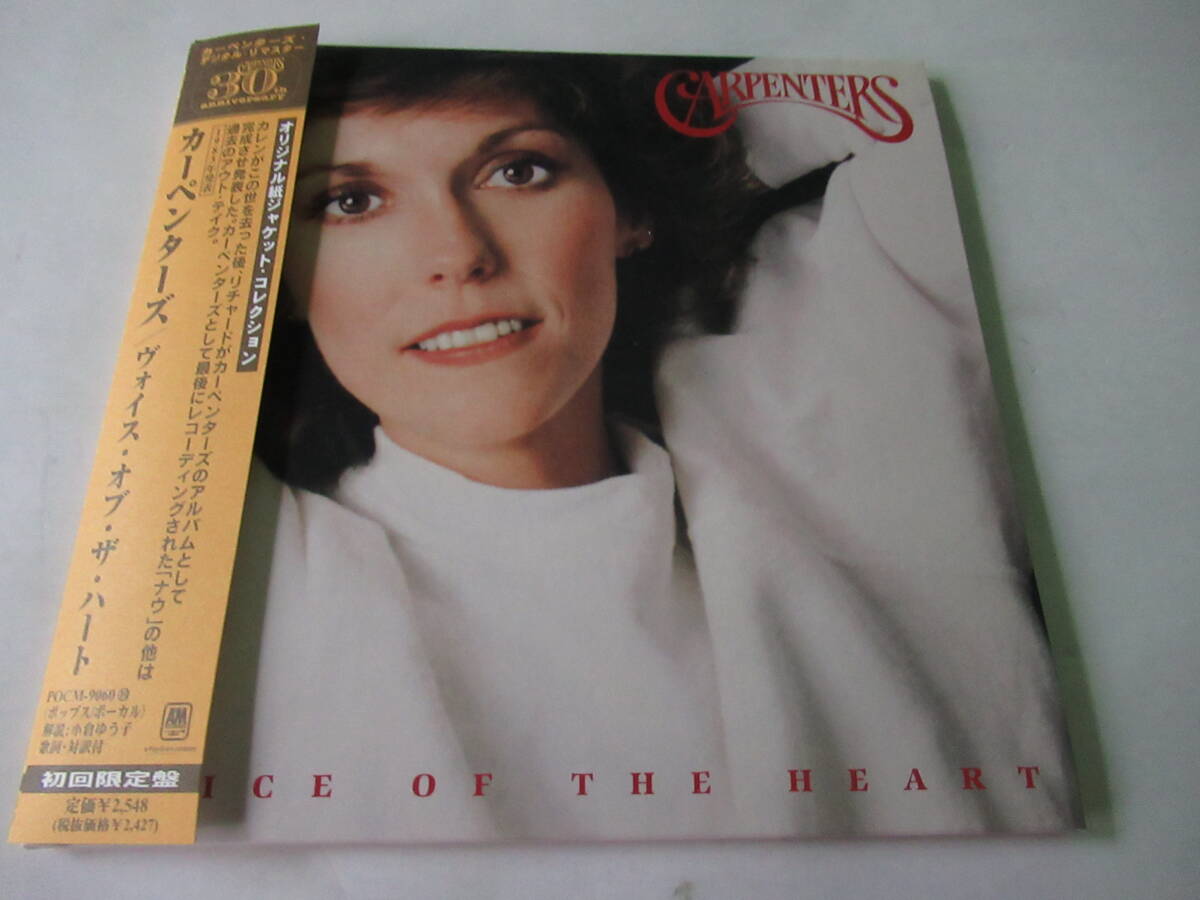 カーペンターズ・
デジタル・リマスター
CARPENTERS
30th
anniversary
オリジナル紙ジャケット・コレクション
カレンがこの世を去った後、リチャードがカーペンターズのアルバムとして
完成させ発表した。カーペンターズとして最後にレコーディングされた「ナウ」の他は
過去のアウト・テイク。
カーペンターズ/ヴォイス・オブ・ザ・ハート
POCM-9060
(ポップス/ボーカル)
解説:小倉ゆう子
歌詞・対訳付
A&M
初回限定盤
定価¥2,548
(税抜価格¥2,427)
CARPENTERS
ICE OF THE HEART